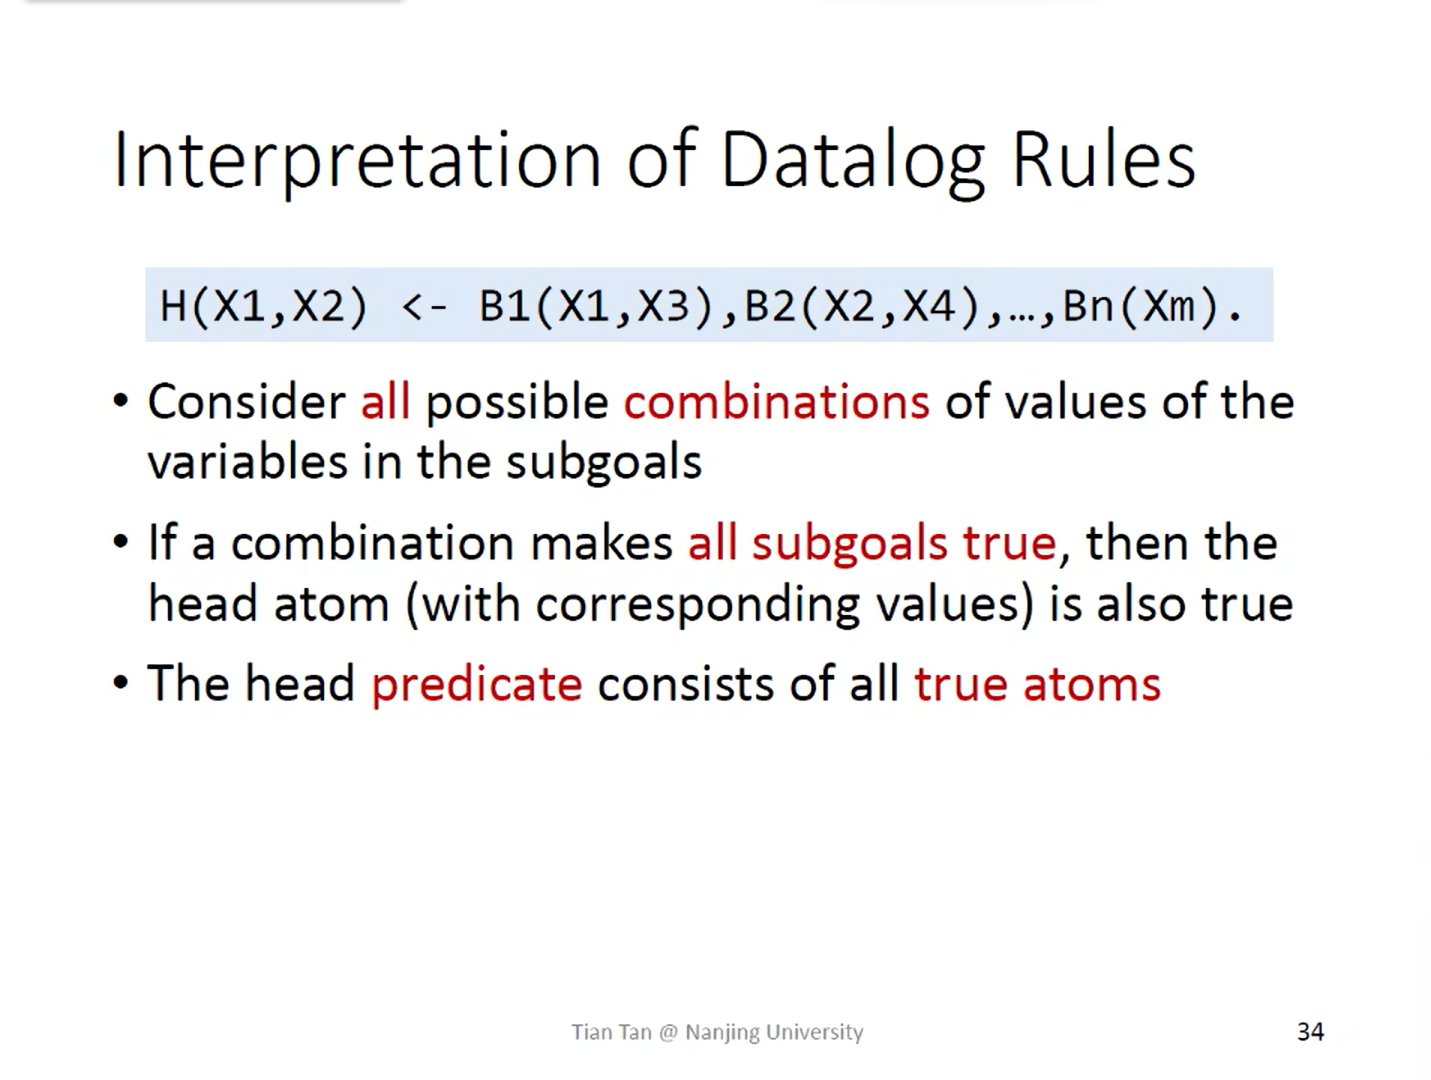 Interpretation of Datalog Rules
H(X1,X2) <- B1(X1,X3),B2(X2,X4),…,Bn(Xm).
• Consider all possible combinations of values of the
variables in the subgoals
• If a combination makes all subgoals true, then the
head atom (with corresponding values) is also true
• The head predicate consists of all true atoms
Tian Tan @ Nanjing University
34